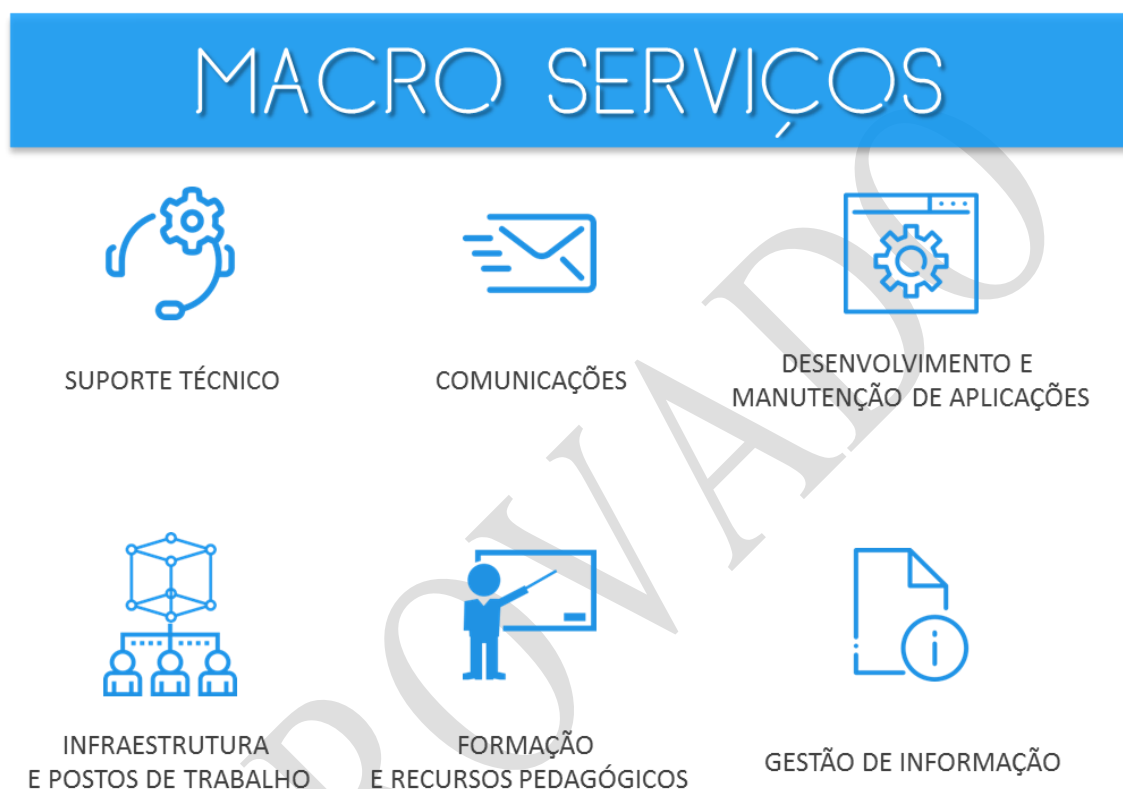 MACRO SERVIÇOS
SUPORTE TÉCNICO
COMUNICAÇÕES
DESENVOLVIMENTO E
MANUTENÇÃO DE APLICAÇÕES
INFRAESTRUTURA
E POSTOS DE TRABALHO
FORMAÇÃO
E RECURSOS PEDAGÓGICOS
GESTÃO DE INFORMAÇÃO